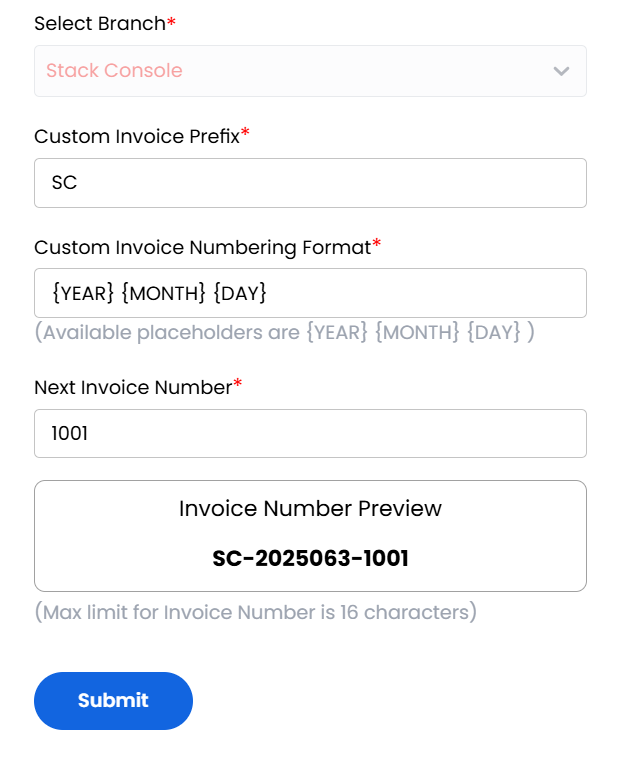 Select Branch*
Stack Console
Custom Invoice Prefix*
SC
Custom Invoice Numbering Format*
{YEAR} {MONTH} {DAY}
(Available placeholders are {YEAR} {MONTH} {DAY} )
Next Invoice Number*
1001
Invoice Number Preview
SC-2025063-1001
(Max limit for Invoice Number is 16 characters)
Submit